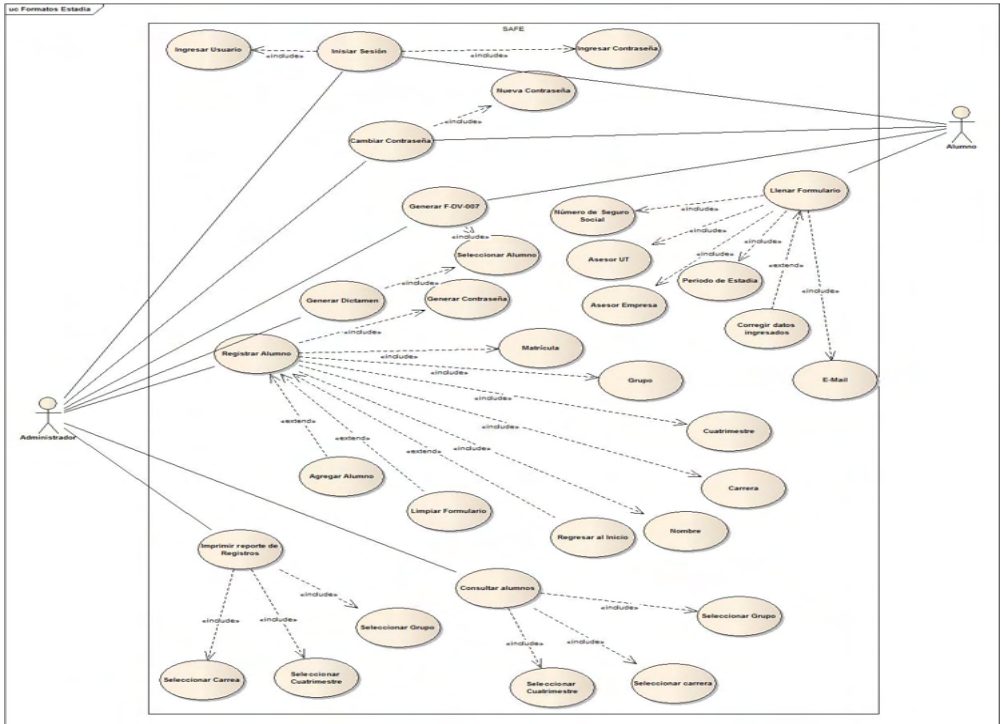 uc Formatos Estadia
SAFE
Ingresar Usuario
«include»
Inisiar Sesión
«include»
Ingresar Contraseña
Nueva Contraseña
«include»
Cambiar Contraseña
Alumno
Llenar Formulario
Generar F-DV-007
«include»
Número de Seguro
Social
«include»
«include»
«include»
«include»
«extend»
«include»
Seleccionar Alumno
Asesor UT
Periodo de Estadia
«include»
Generar Dictamen
Generar Contraseña
Asesor Empresa
Corregir datos
ingresados
«include»
Registrar Alumno
«include»
Matrícula
«include»
Grupo
E-Mail
«include»
Cuatrimestre
Administrador
«extend»
«extend»
«extend»
«include»
«include»
Agregar Alumno
Carrera
Limpiar Formulario
Regresar al Inicio
Nombre
Imprimir reporte de
Registros
Consultar alumnos
«include»
«include»
«include»
«include»
«include»
«include»
Seleccionar Grupo
Seleccionar Grupo
Seleccionar Carrea
Seleccionar
Cuatrimestre
Seleccionar
Cuatrimestre
Seleccionar carrera